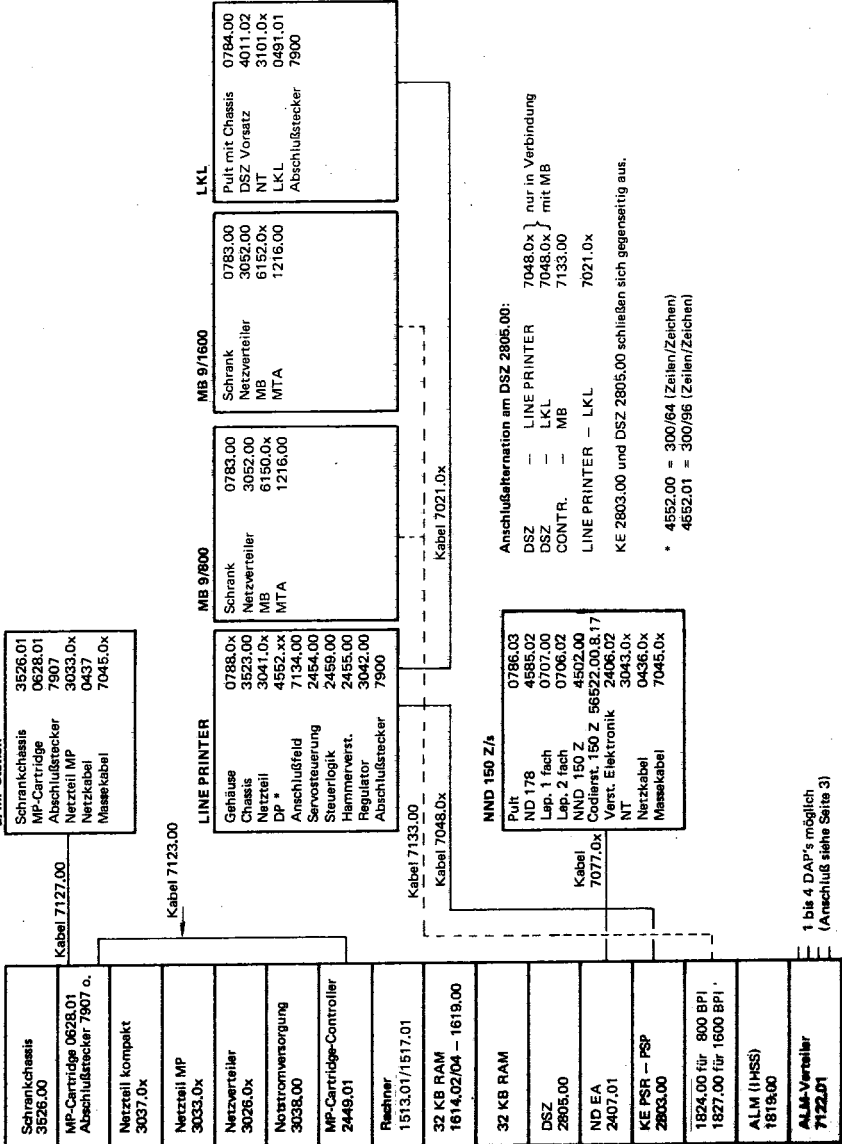 Schrankchassis
3526.00
MP-Cartridge 0628.01
Abschlußstecker 7907 o.
Netzteil kompakt
3037.0x
Netzteil MP
3033.0x
Netzverteiler
3026.0x
Notstromversorgung
3038.00
MP-Cartridge-Controller
2449.01
Rechner
1513.01/1517.01
32 KB RAM
1614.02/04 – 1619.00
32 KB RAM
DSZ
2805.00
ND EA
2407.01
KE PSR – PSP
2803.00
1824.00 für 800 BPI
1827.00 für 1600 BPI
ALM (IHSS)
1819.00
ALM-Verteiler
7122.01
1 bis 4 DAP's möglich
(Anschluß siehe Seite 3)
Kabel 7127.00
Kabel 7123.00
Schrankchassis 3526.01
MP-Cartridge 0628.01
Abschlußstecker 7907
Netzteil MP 3033.0x
Netzkabel 0437
Massekabel 7045.0x
LINE PRINTER
Gehäuse 0788.0x
Chassis 3523.00
Netzteil 3041.0x
DP * 4552.xx
Anschlußfeld 7134.00
Servosteuerung 2454.00
Steuerlogik 2459.00
Hammerverst. 2455.00
Regulator 3042.00
Abschlußstecker 7900
Kabel 7133.00
Kabel 7048.0x
Kabel
7077.0x
NND 150 Z/s
Pult 0786.03
ND 178 4585.02
Lap. 1 fach 0707.00
Lap. 2 fach 0706.02
NND 150 Z 4502.00
Codierst. 150 Z 56522.00.8.17
Verst. Elektronik 2406.02
NT 3043.0x
Netzkabel 0436.0x
Massekabel 7045.0x
MB 9/800
Schrank 0783.00
Netzverteiler 3052.00
MB 6150.0x
MTA 1216.00
MB 9/1600
Schrank 0783.00
Netzverteiler 3052.00
MB 6152.0x
MTA 1216.00
LKL
Pult mit Chassis 0784.00
DSZ Vorsatz 4011.02
NT 3101.0x
LKL 0491.01
Abschlußstecker 7900
Kabel 7021.0x
Anschlußalternation am DSZ 2805.00:
DSZ – LINE PRINTER 7048.0x } nur in Verbindung
DSZ – LKL 7048.0x } mit MB
CONTR. – MB 7133.00
LINE PRINTER – LKL 7021.0x
KE 2803.00 und DSZ 2805.00 schließen sich gegenseitig aus.
* 4552.00 = 300/64 (Zeilen/Zeichen)
4552.01 = 300/96 (Zeilen/Zeichen)